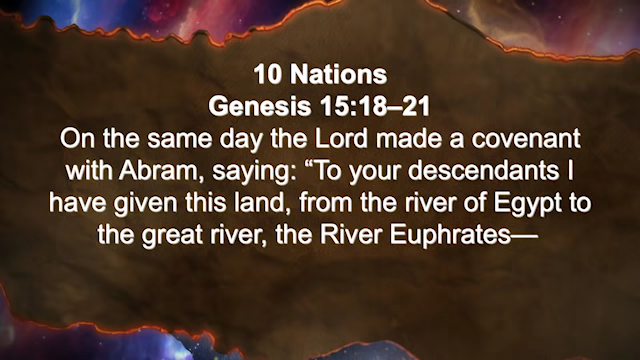 10 Nations
Genesis 15:18–21
On the same day the Lord made a covenant
with Abram, saying: “To your descendants I
have given this land, from the river of Egypt to
the great river, the River Euphrates—